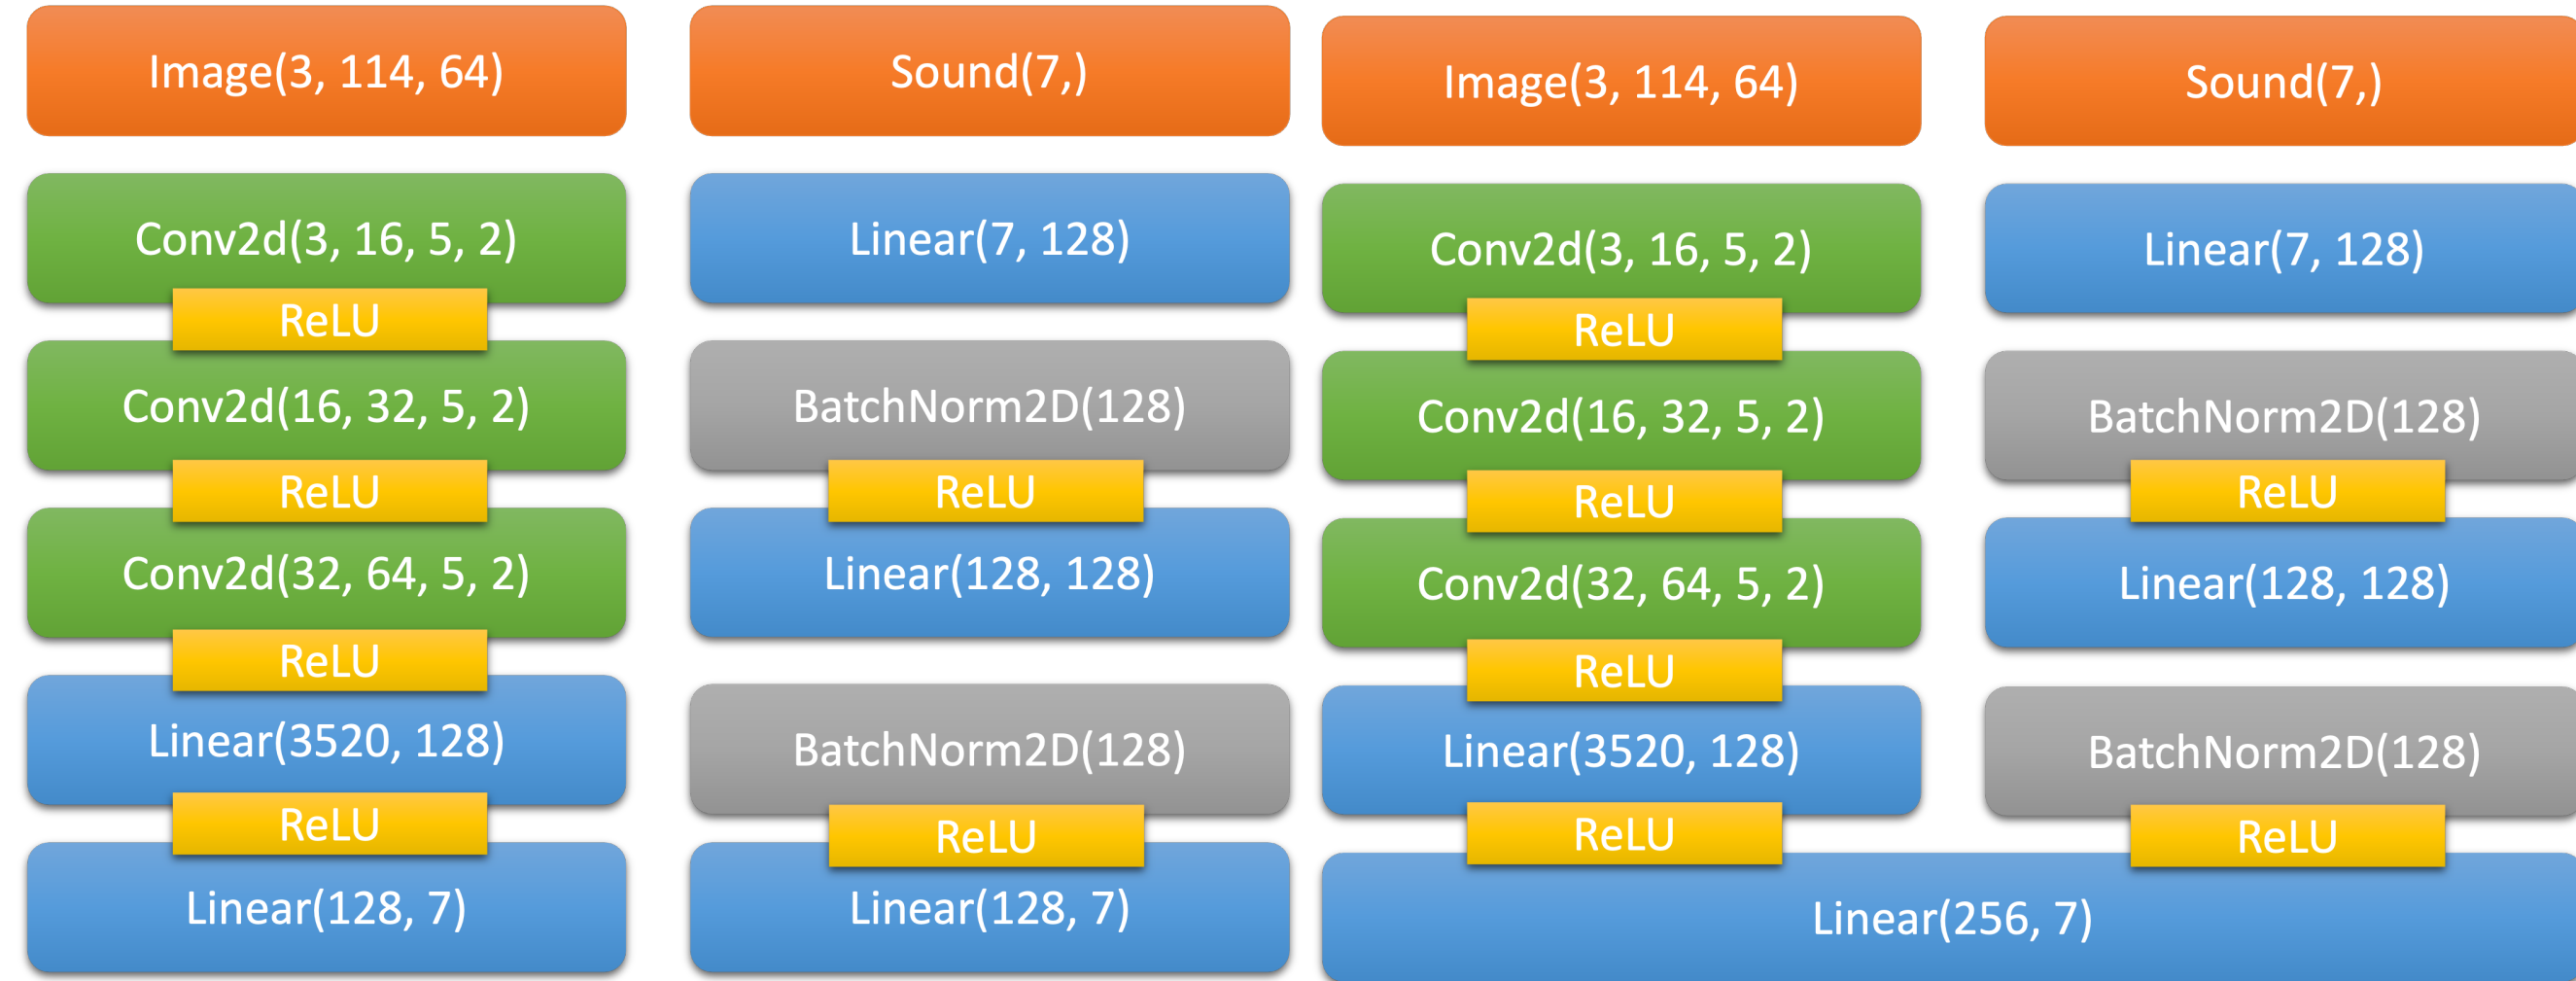 Image(3, 114, 64)
Conv2d(3, 16, 5, 2)
ReLU
Conv2d(16, 32, 5, 2)
ReLU
Conv2d(32, 64, 5, 2)
ReLU
Linear(3520, 128)
ReLU
Linear(128, 7)
Sound(7,)
Linear(7, 128)
BatchNorm2D(128)
ReLU
Linear(128, 128)
BatchNorm2D(128)
ReLU
Linear(128, 7)
Image(3, 114, 64)
Conv2d(3, 16, 5, 2)
ReLU
Conv2d(16, 32, 5, 2)
ReLU
Conv2d(32, 64, 5, 2)
ReLU
Linear(3520, 128)
ReLU
Sound(7,)
Linear(7, 128)
BatchNorm2D(128)
ReLU
Linear(128, 128)
BatchNorm2D(128)
ReLU
Linear(256, 7)